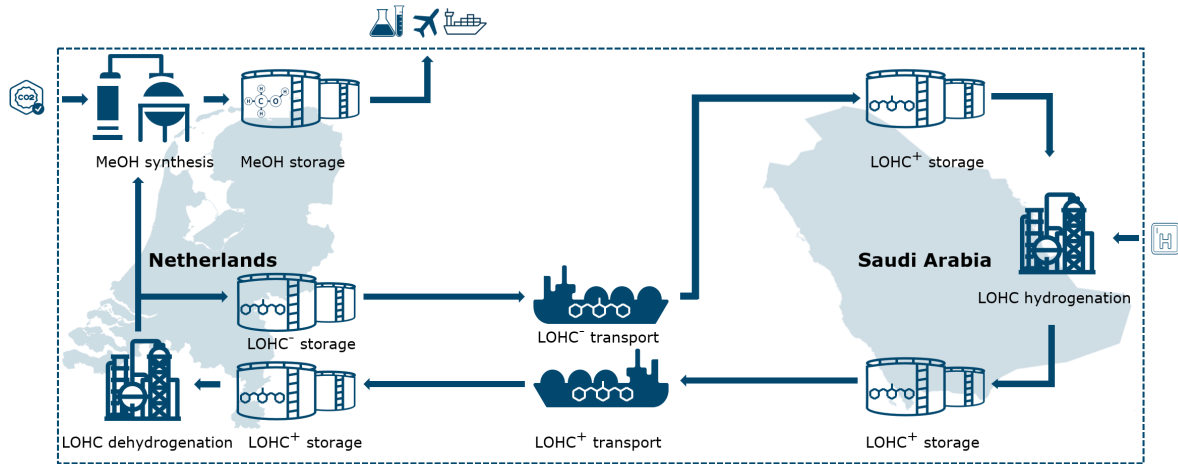 CO2
H
C
O
H
H
H
MeOH synthesis
MeOH storage
LOHC+ storage
Netherlands
Saudi Arabia
H
LOHC hydrogenation
LOHC- storage
LOHC- transport
LOHC dehydrogenation
LOHC+ storage
LOHC+ transport
LOHC+ storage